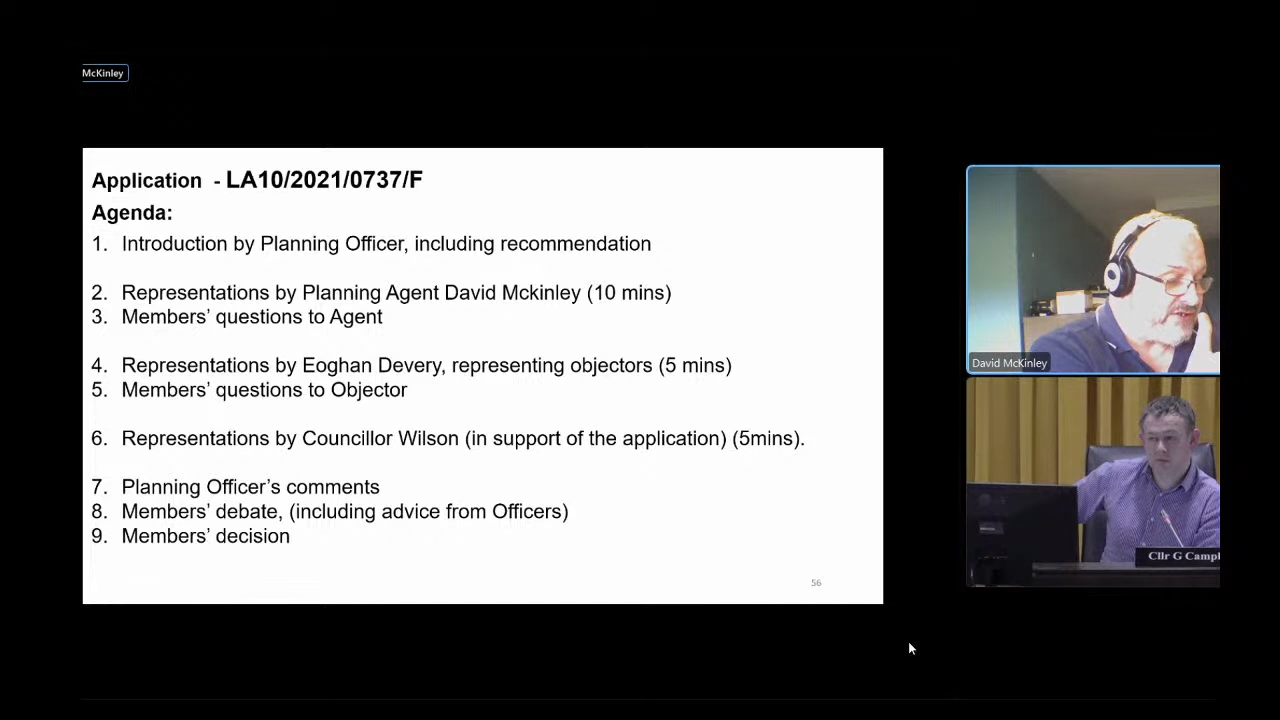 McKinley
Application - LA10/2021/0737/F
Agenda:
1. Introduction by Planning Officer, including recommendation
2. Representations by Planning Agent David Mckinley (10 mins)
3. Members’ questions to Agent
4. Representations by Eoghan Devery, representing objectors (5 mins)
5. Members’ questions to Objector
6. Representations by Councillor Wilson (in support of the application) (5mins).
7. Planning Officer’s comments
8. Members’ debate, (including advice from Officers)
9. Members’ decision
56
David McKinley
Cllr G Campl